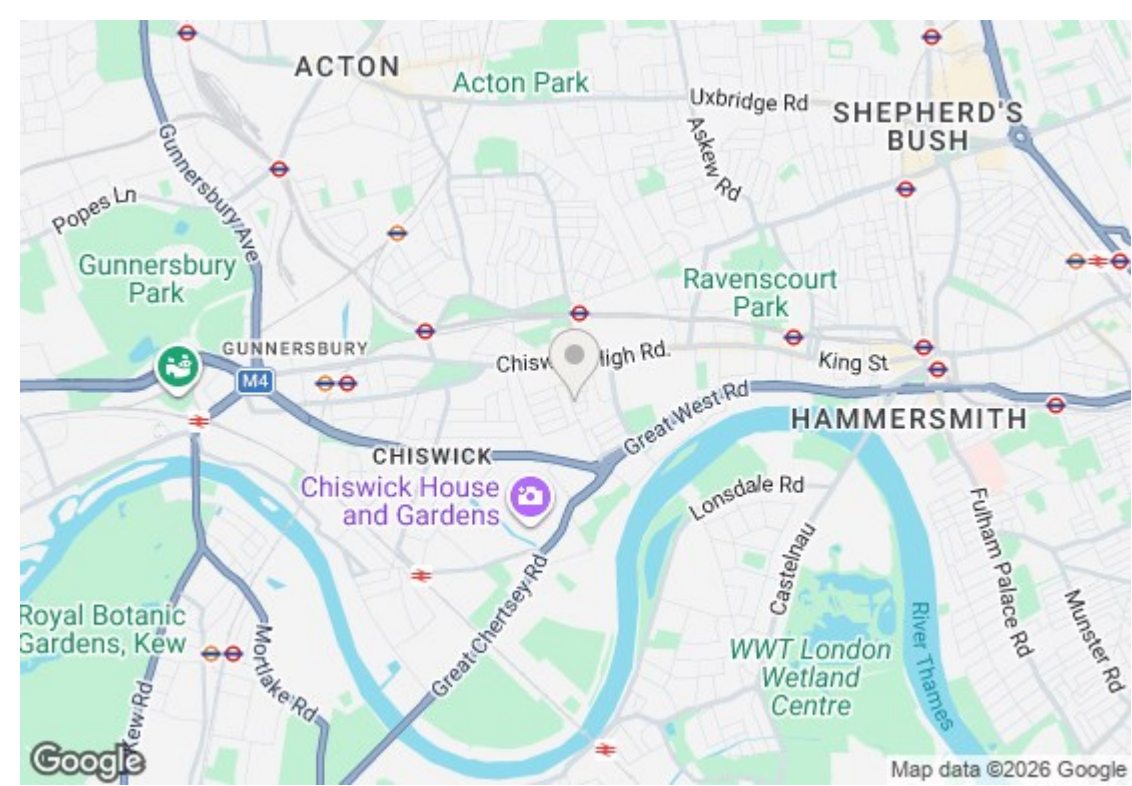 ACTON
Acton Park
Uxbridge Rd
SHEPHERD'S
BUSH
Askew Rd
Gunnersbury Ave
Popes Ln
Gunnersbury
Park
Ravenscourt
Park
GUNNERSBURY
Chiswick High Rd.
King St
M4
Great West Rd
HAMMERSMITH
CHISWICK
Chiswick House
and Gardens
Lonsdale Rd
Fulham Palace Rd
Castelnau
Great Chertsey Rd
Royal Botanic
Gardens, Kew
Mortlake Rd
Kew Rd
WWT London
Wetland
Centre
River Thames
Munster Rd
Google
Map data ©2026 Google